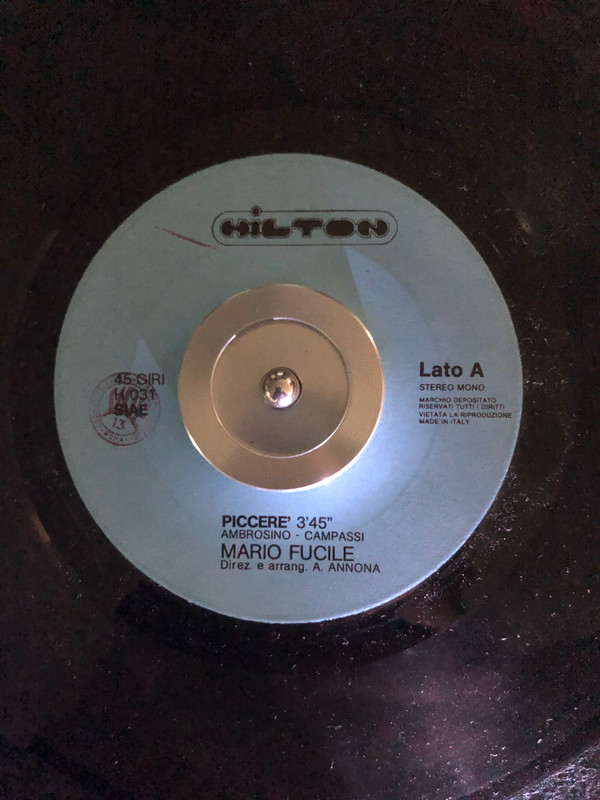 HiLTON
45 GIRI
H/031
SIAE
13
Lato A
STEREO MONO
MARCHIO DEPOSITATO
RISERVATI TUTTI I DIRITTI
VIETATA LA RIPRODUZIONE
MADE IN ITALY
PICCERE' 3'45"
AMBROSINO - CAMPASSI
MARIO FUCILE
Direz. e arrang. A. ANNONA